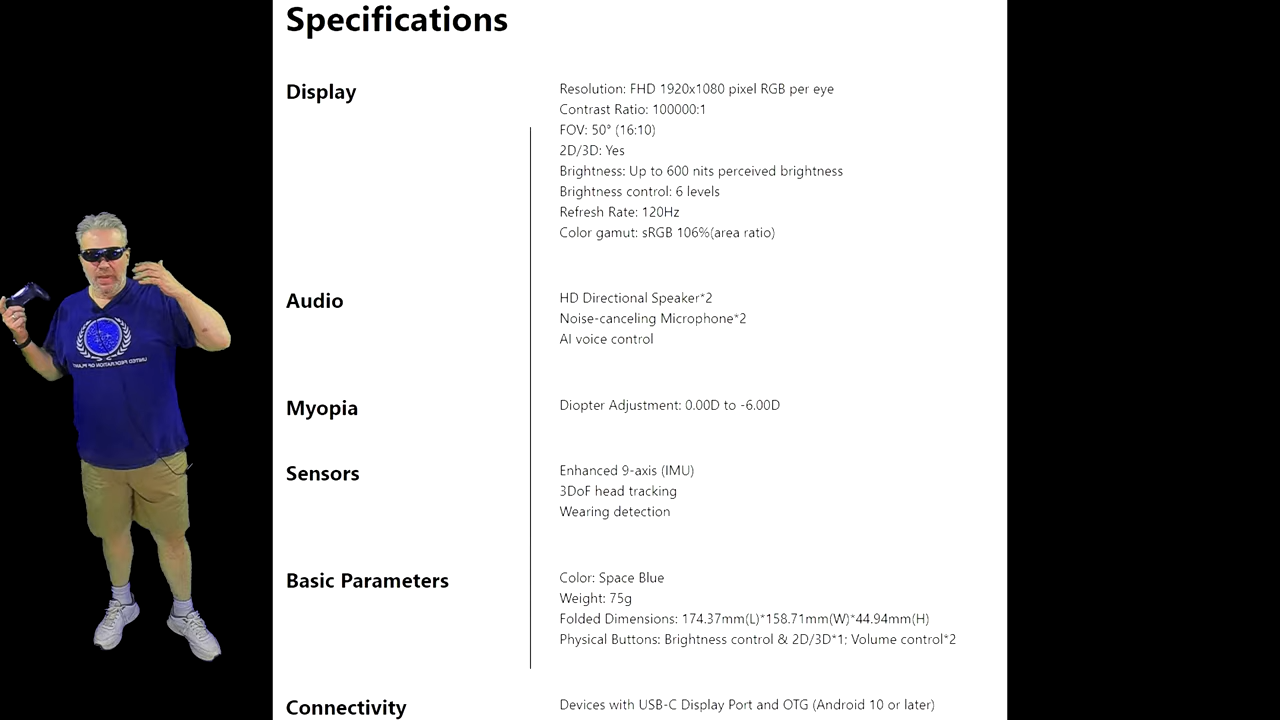 Specifications
Display
Resolution: FHD 1920x1080 pixel RGB per eye
Contrast Ratio: 100000:1
FOV: 50° (16:10)
2D/3D: Yes
Brightness: Up to 600 nits perceived brightness
Brightness control: 6 levels
Refresh Rate: 120Hz
Color gamut: sRGB 106%(area ratio)
Audio
HD Directional Speaker*2
Noise-canceling Microphone*2
AI voice control
Myopia
Diopter Adjustment: 0.00D to -6.00D
Sensors
Enhanced 9-axis (IMU)
3DoF head tracking
Wearing detection
Basic Parameters
Color: Space Blue
Weight: 75g
Folded Dimensions: 174.37mm(L)*158.71mm(W)*44.94mm(H)
Physical Buttons: Brightness control & 2D/3D*1; Volume control*2
Connectivity
Devices with USB-C Display Port and OTG (Android 10 or later)